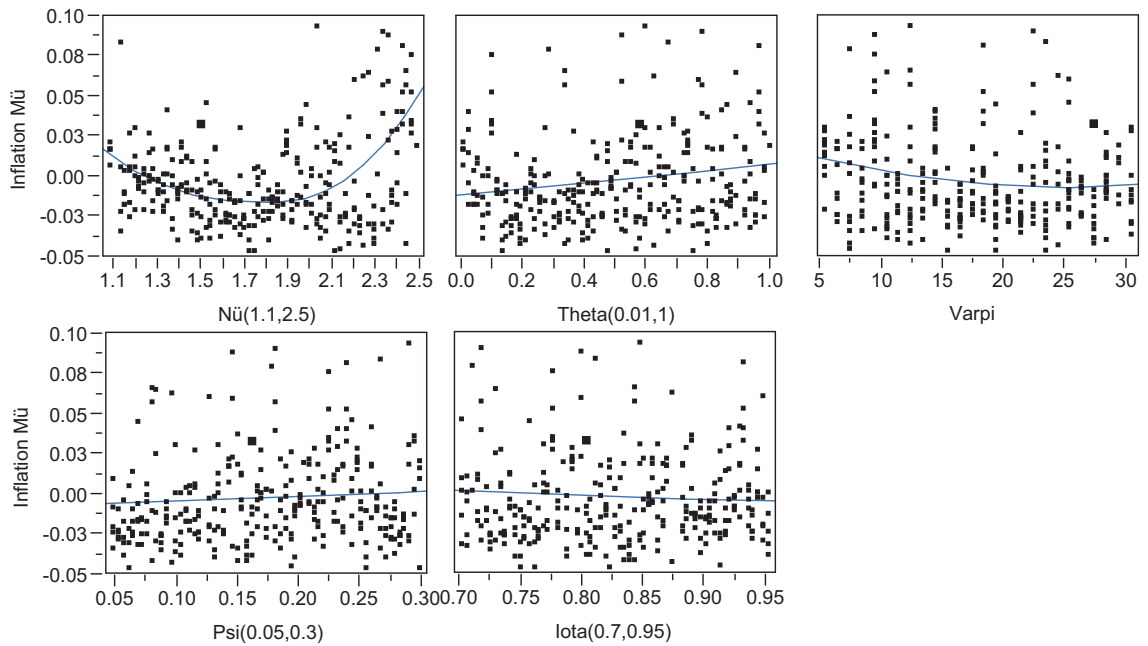 Inflation Mü
0.10
0.08
0.05
0.03
0.00
-0.03
-0.05
1.1 1.3 1.5 1.7 1.9 2.1 2.3 2.5
Nü(1.1,2.5)
0.0 0.2 0.4 0.6 0.8 1.0
Theta(0.01,1)
5 10 15 20 25 30
Varpi
Inflation Mü
0.10
0.08
0.05
0.03
0.00
-0.03
-0.05
0.05 0.10 0.15 0.20 0.25 0.30
Psi(0.05,0.3)
0.70 0.75 0.80 0.85 0.90 0.95
Iota(0.7,0.95)